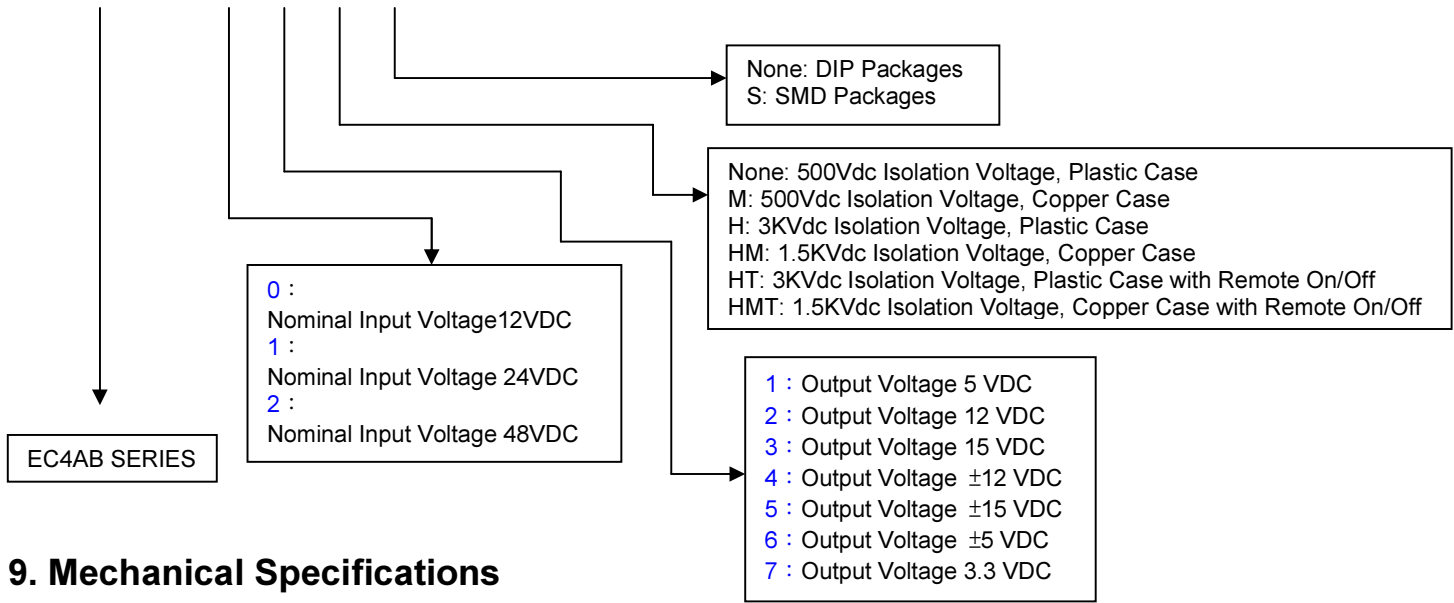 None: DIP Packages
S: SMD Packages
None: 500Vdc Isolation Voltage, Plastic Case
M: 500Vdc Isolation Voltage, Copper Case
H: 3KVdc Isolation Voltage, Plastic Case
HM: 1.5KVdc Isolation Voltage, Copper Case
HT: 3KVdc Isolation Voltage, Plastic Case with Remote On/Off
HMT: 1.5KVdc Isolation Voltage, Copper Case with Remote On/Off
0：
Nominal Input Voltage12VDC
1：
Nominal Input Voltage 24VDC
2：
Nominal Input Voltage 48VDC
EC4AB SERIES
1：Output Voltage 5 VDC
2：Output Voltage 12 VDC
3：Output Voltage 15 VDC
4：Output Voltage ±12 VDC
5：Output Voltage ±15 VDC
6：Output Voltage ±5 VDC
7：Output Voltage 3.3 VDC
9. Mechanical Specifications